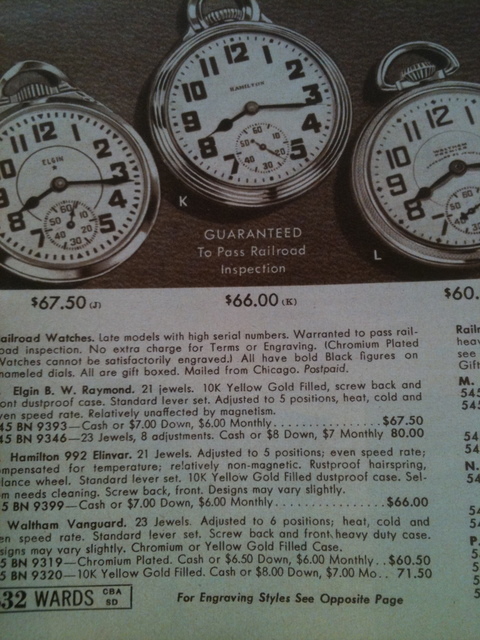 ELGIN
HAMILTON
WALTHAM
K
L
GUARANTEED
To Pass Railroad
Inspection
$67.50 (J)
$66.00 (K)
$60.
ailroad Watches. Late models with high serial numbers. Warranted to pass rail-
oad inspection. No extra charge for Terms or Engraving. (Chromium Plated
Watches cannot be satisfactorily engraved.) All have bold Black figures on
nameled dials. All are gift boxed. Mailed from Chicago. Postpaid.
Elgin B. W. Raymond. 21 jewels. 10K Yellow Gold Filled, screw back and
ont dustproof case. Standard lever set. Adjusted to 5 positions, heat, cold and
ven speed rate. Relatively unaffected by magnetism.
45 BN 9393—Cash or $7.00 Down, $6.00 Monthly..................$67.50
45 BN 9346—23 Jewels, 8 adjustments. Cash or $8 Down, $7 Monthly 80.00
Hamilton 992 Elinvar. 21 Jewels. Adjusted to 5 positions; even speed rate;
ompensated for temperature; relatively non-magnetic. Rustproof hairspring,
lance wheel. Standard lever set. 10K Yellow Gold Filled dustproof case. Sel-
m needs cleaning. Screw back, front. Designs may vary slightly.
5 BN 9399—Cash or $7.00 Down, $6.00 Monthly..................$66.00
Waltham Vanguard. 23 Jewels. Adjusted to 6 positions; heat, cold and
en speed rate. Standard lever set. Screw back and front heavy duty case.
signs may vary slightly. Chromium or Yellow Gold Filled Case.
5 BN 9319—Chromium Plated. Cash or $6.50 Down, $6.00 Monthly...$60.50
5 BN 9320—10K Yellow Gold Filled. Cash or $8.00 Down, $7.00 Mo.. 71.50
532 WARDS CBA SD
For Engraving Styles See Opposite Page
Railr
heav
see
Gift
M.
545
545
N.
P.